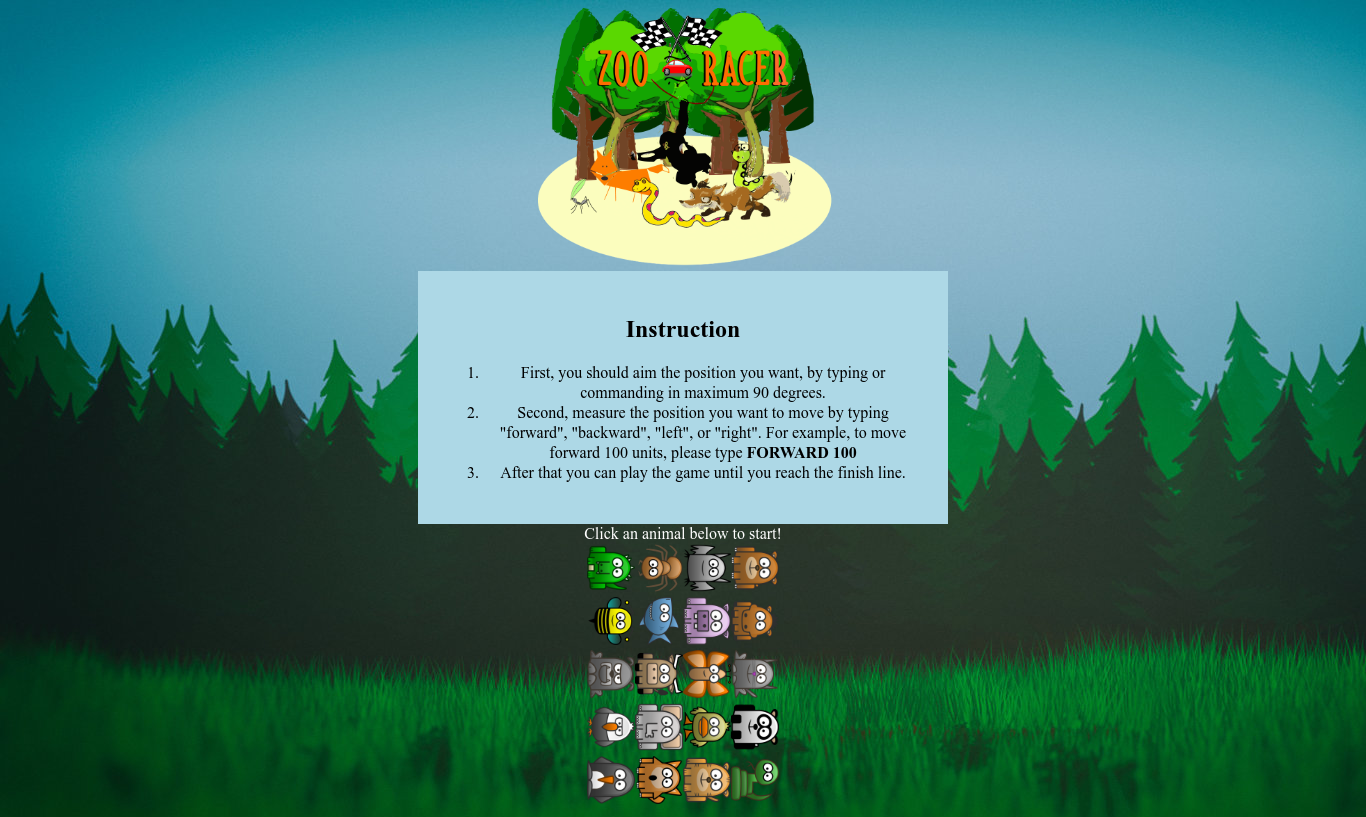 ZOO RACER
Instruction
1. First, you should aim the position you want, by typing or
commanding in maximum 90 degrees.
2. Second, measure the position you want to move by typing
"forward", "backward", "left", or "right". For example, to move
forward 100 units, please type FORWARD 100
3. After that you can play the game until you reach the finish line.
Click an animal below to start!